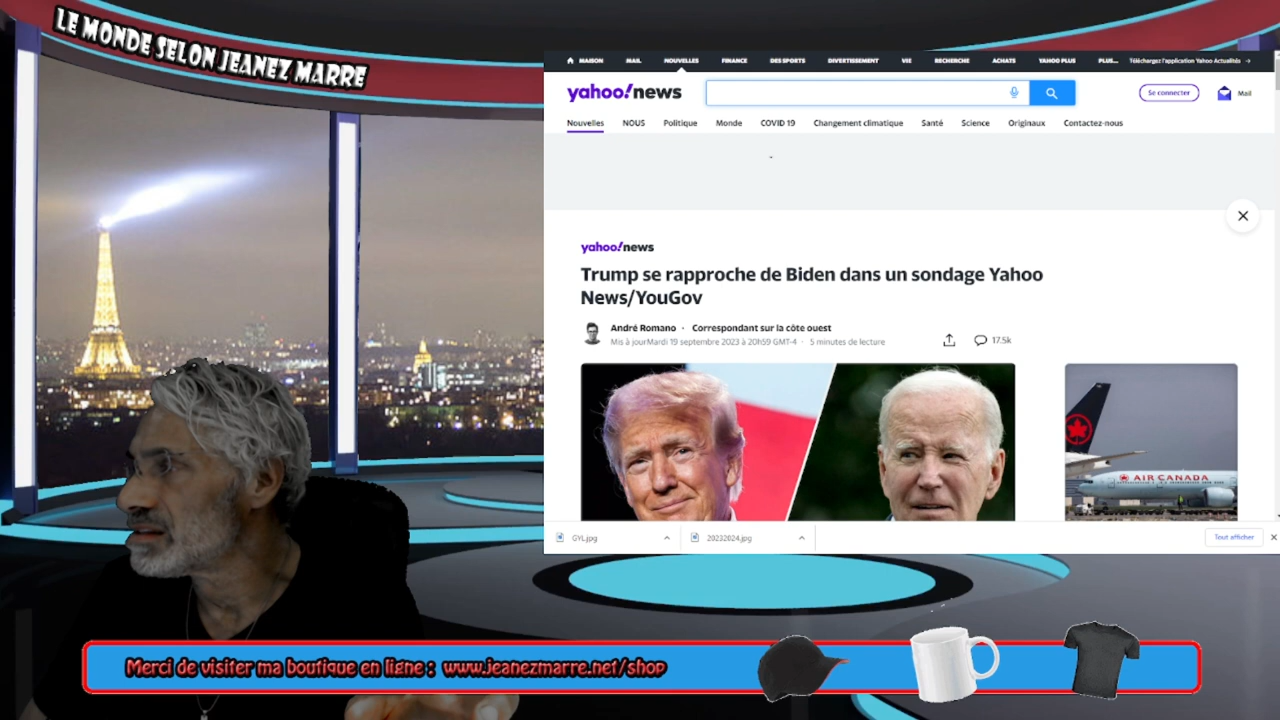 LE MONDE SELON JEANEZ MARRE
MAISON MAIL NOUVELLES FINANCE DES SPORTS DIVERTISSEMENT VIE RECHERCHE ACHATS YAHOO PLUS PLUS... Téléchargez l'application Yahoo Actualités →
yahoo!news
Se connecter Mail
Nouvelles NOUS Politique Monde COVID 19 Changement climatique Santé Science Originaux Contactez-nous
yahoo!news
Trump se rapproche de Biden dans un sondage Yahoo
News/YouGov
André Romano · Correspondant sur la côte ouest
Mis à jourMardi 19 septembre 2023 à 20h59 GMT-4 · 5 minutes de lecture
17.5k
AIR CANADA
GYL.jpg 20232024.jpg Tout afficher
Merci de visiter ma boutique en ligne : www.jeanezmarre.net/shop